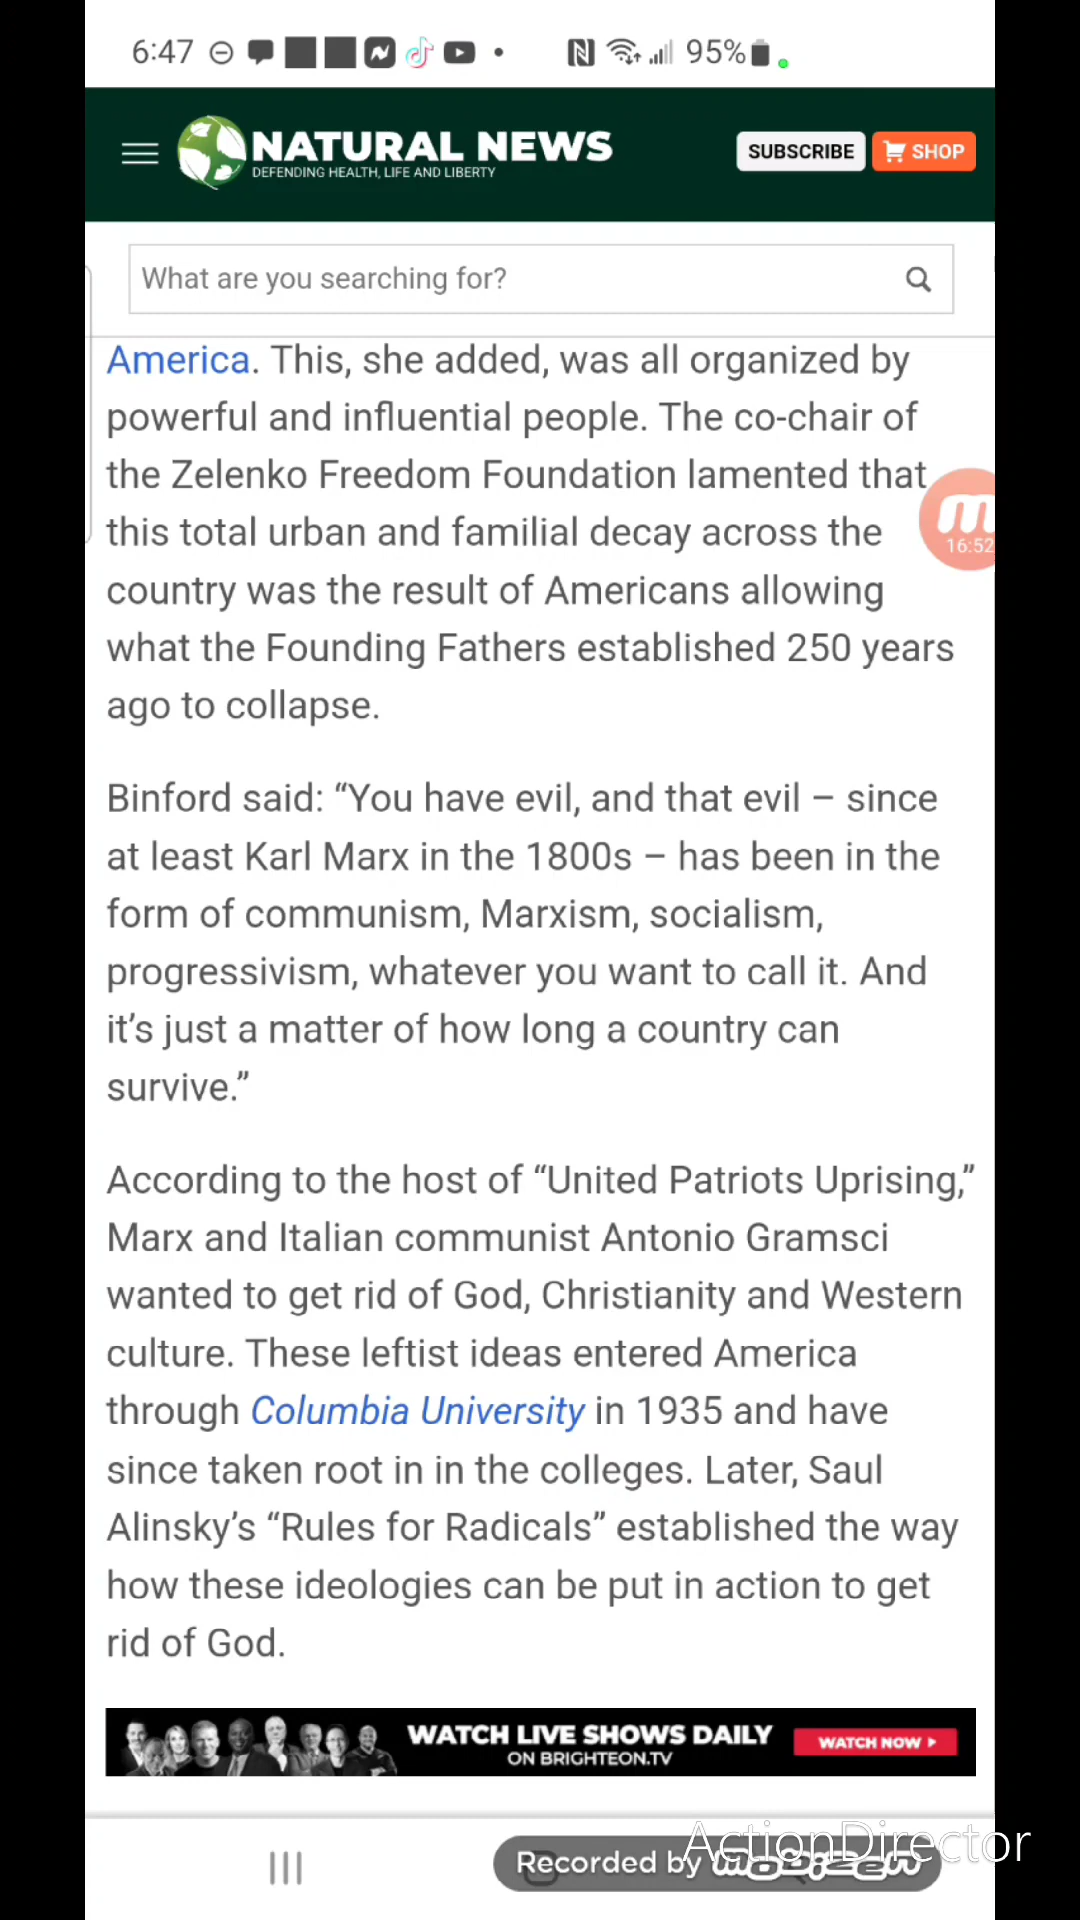 6:47 95%
NATURAL NEWS
DEFENDING HEALTH, LIFE AND LIBERTY
SUBSCRIBE
SHOP
What are you searching for?
America. This, she added, was all organized by
powerful and influential people. The co-chair of
the Zelenko Freedom Foundation lamented that
this total urban and familial decay across the
country was the result of Americans allowing
what the Founding Fathers established 250 years
ago to collapse.
16:52
Binford said: “You have evil, and that evil – since
at least Karl Marx in the 1800s – has been in the
form of communism, Marxism, socialism,
progressivism, whatever you want to call it. And
it’s just a matter of how long a country can
survive.”
According to the host of “United Patriots Uprising,”
Marx and Italian communist Antonio Gramsci
wanted to get rid of God, Christianity and Western
culture. These leftist ideas entered America
through Columbia University in 1935 and have
since taken root in in the colleges. Later, Saul
Alinsky’s “Rules for Radicals” established the way
how these ideologies can be put in action to get
rid of God.
WATCH LIVE SHOWS DAILY
ON BRIGHTEON.TV
WATCH NOW
ActionDirector
Recorded by mobizen